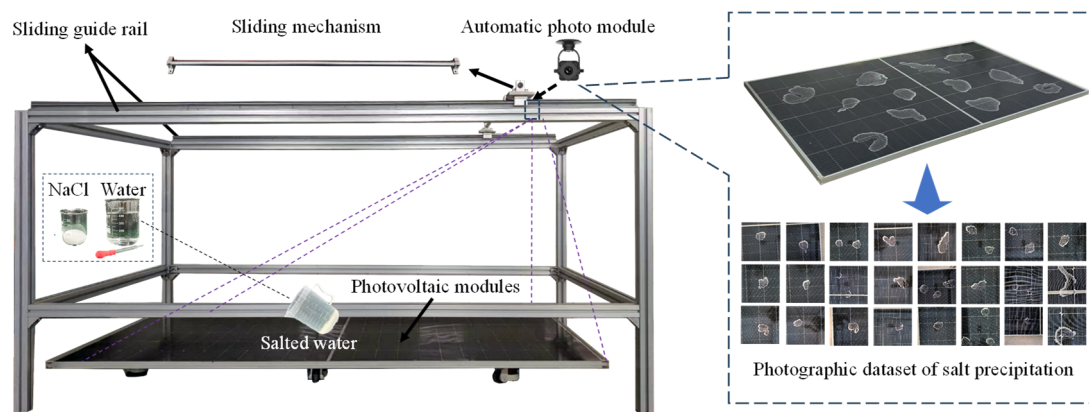 Sliding guide rail
Sliding mechanism
Automatic photo module
NaCl
Water
Photovoltaic modules
Salted water
Photographic dataset of salt precipitation